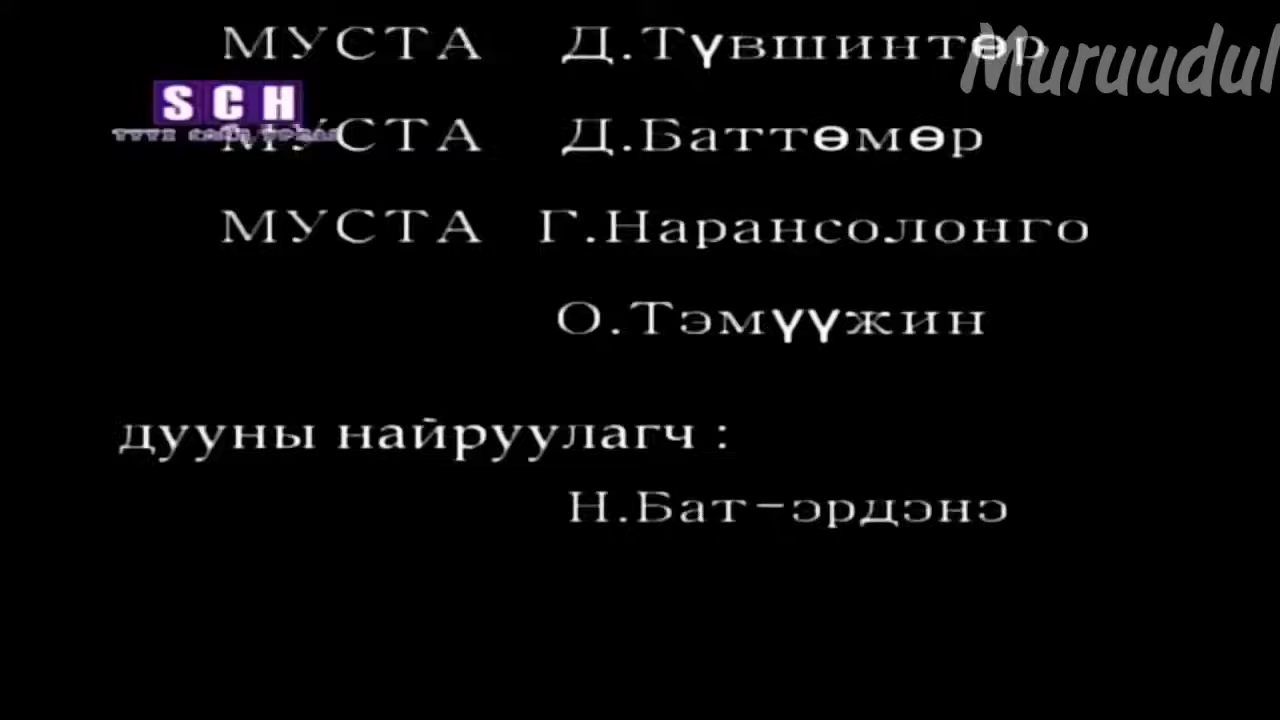 МУСТА Д.Түвшинтөр
Muruudul
SCH
МУСТА Д.Баттөмөр
МУСТА Г.Нарансолонго
О.Тэмүүжин
дууны найруулагч :
Н.Бат-эрдэнэ